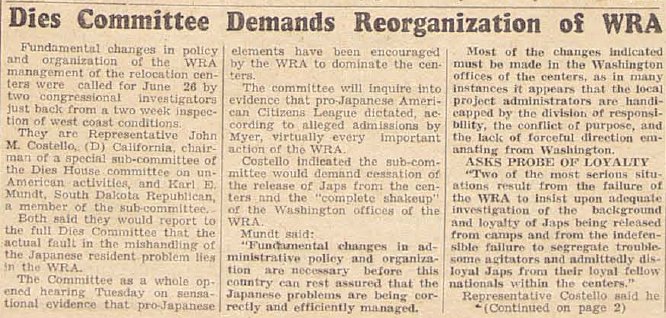 Dies Committee Demands Reorganization of WRA
Fundamental changes in policy
and organization of the WRA
management of the relocation cen-
ters were called for June 26 by
two congressional investigators
just back from a two week inspec-
tion of west coast conditions.
They are Representative John
M. Costello, (D) California, chair-
man of a special sub-committee of
the Dies House committee on un-
American activities, and Karl E.
Mundt, South Dakota Republican,
a member of the sub-committee.
Both said they would report to
the full Dies Committee that the
actual fault in the mishandling of
the Japanese resident problem lies
in the WRA.
The Committee as a whole op-
ened hearing Tuesday on sensa-
tional evidence that pro-Japanese
elements have been encouraged
by the WRA to dominate the cen-
ters.
The committee will inquire into
evidence that pro-Japanese Ameri-
can Citizens League dictated, ac-
cording to alleged admissions by
Myer, virtually every important
action of the WRA.
Costello indicated the sub-com-
mittee would demand cessation of
the release of Japs from the cen-
ters and the "complete shakeup"
of the Washington offices of the
WRA.
Mundt said:
"Fundamental changes in ad-
ministrative policy and organiza-
tion are necessary before this
country can rest assured that the
Japanese problems are being cor-
rectly and efficiently managed.
Most of the changes indicated
must be made in the Washington
offices of the centers, as in many
instances it appears that the local
project administrators are handi-
capped by the division of responsi-
bility, the conflict of purpose, and
the lack of forceful direction em-
anating from Washington.
ASKS PROBE OF LOYALTY
"Two of the most serious situ-
ations result from the failure of
the WRA to insist upon adequate
investigation of the background
and loyalty of Japs being released
from camps and from the indefen-
sible failure to segregate trouble-
some agitators and admittedly dis-
loyal Japs from their loyal fellow
nationals within the centers."
Representative Costello said he
(Continued on page 2)